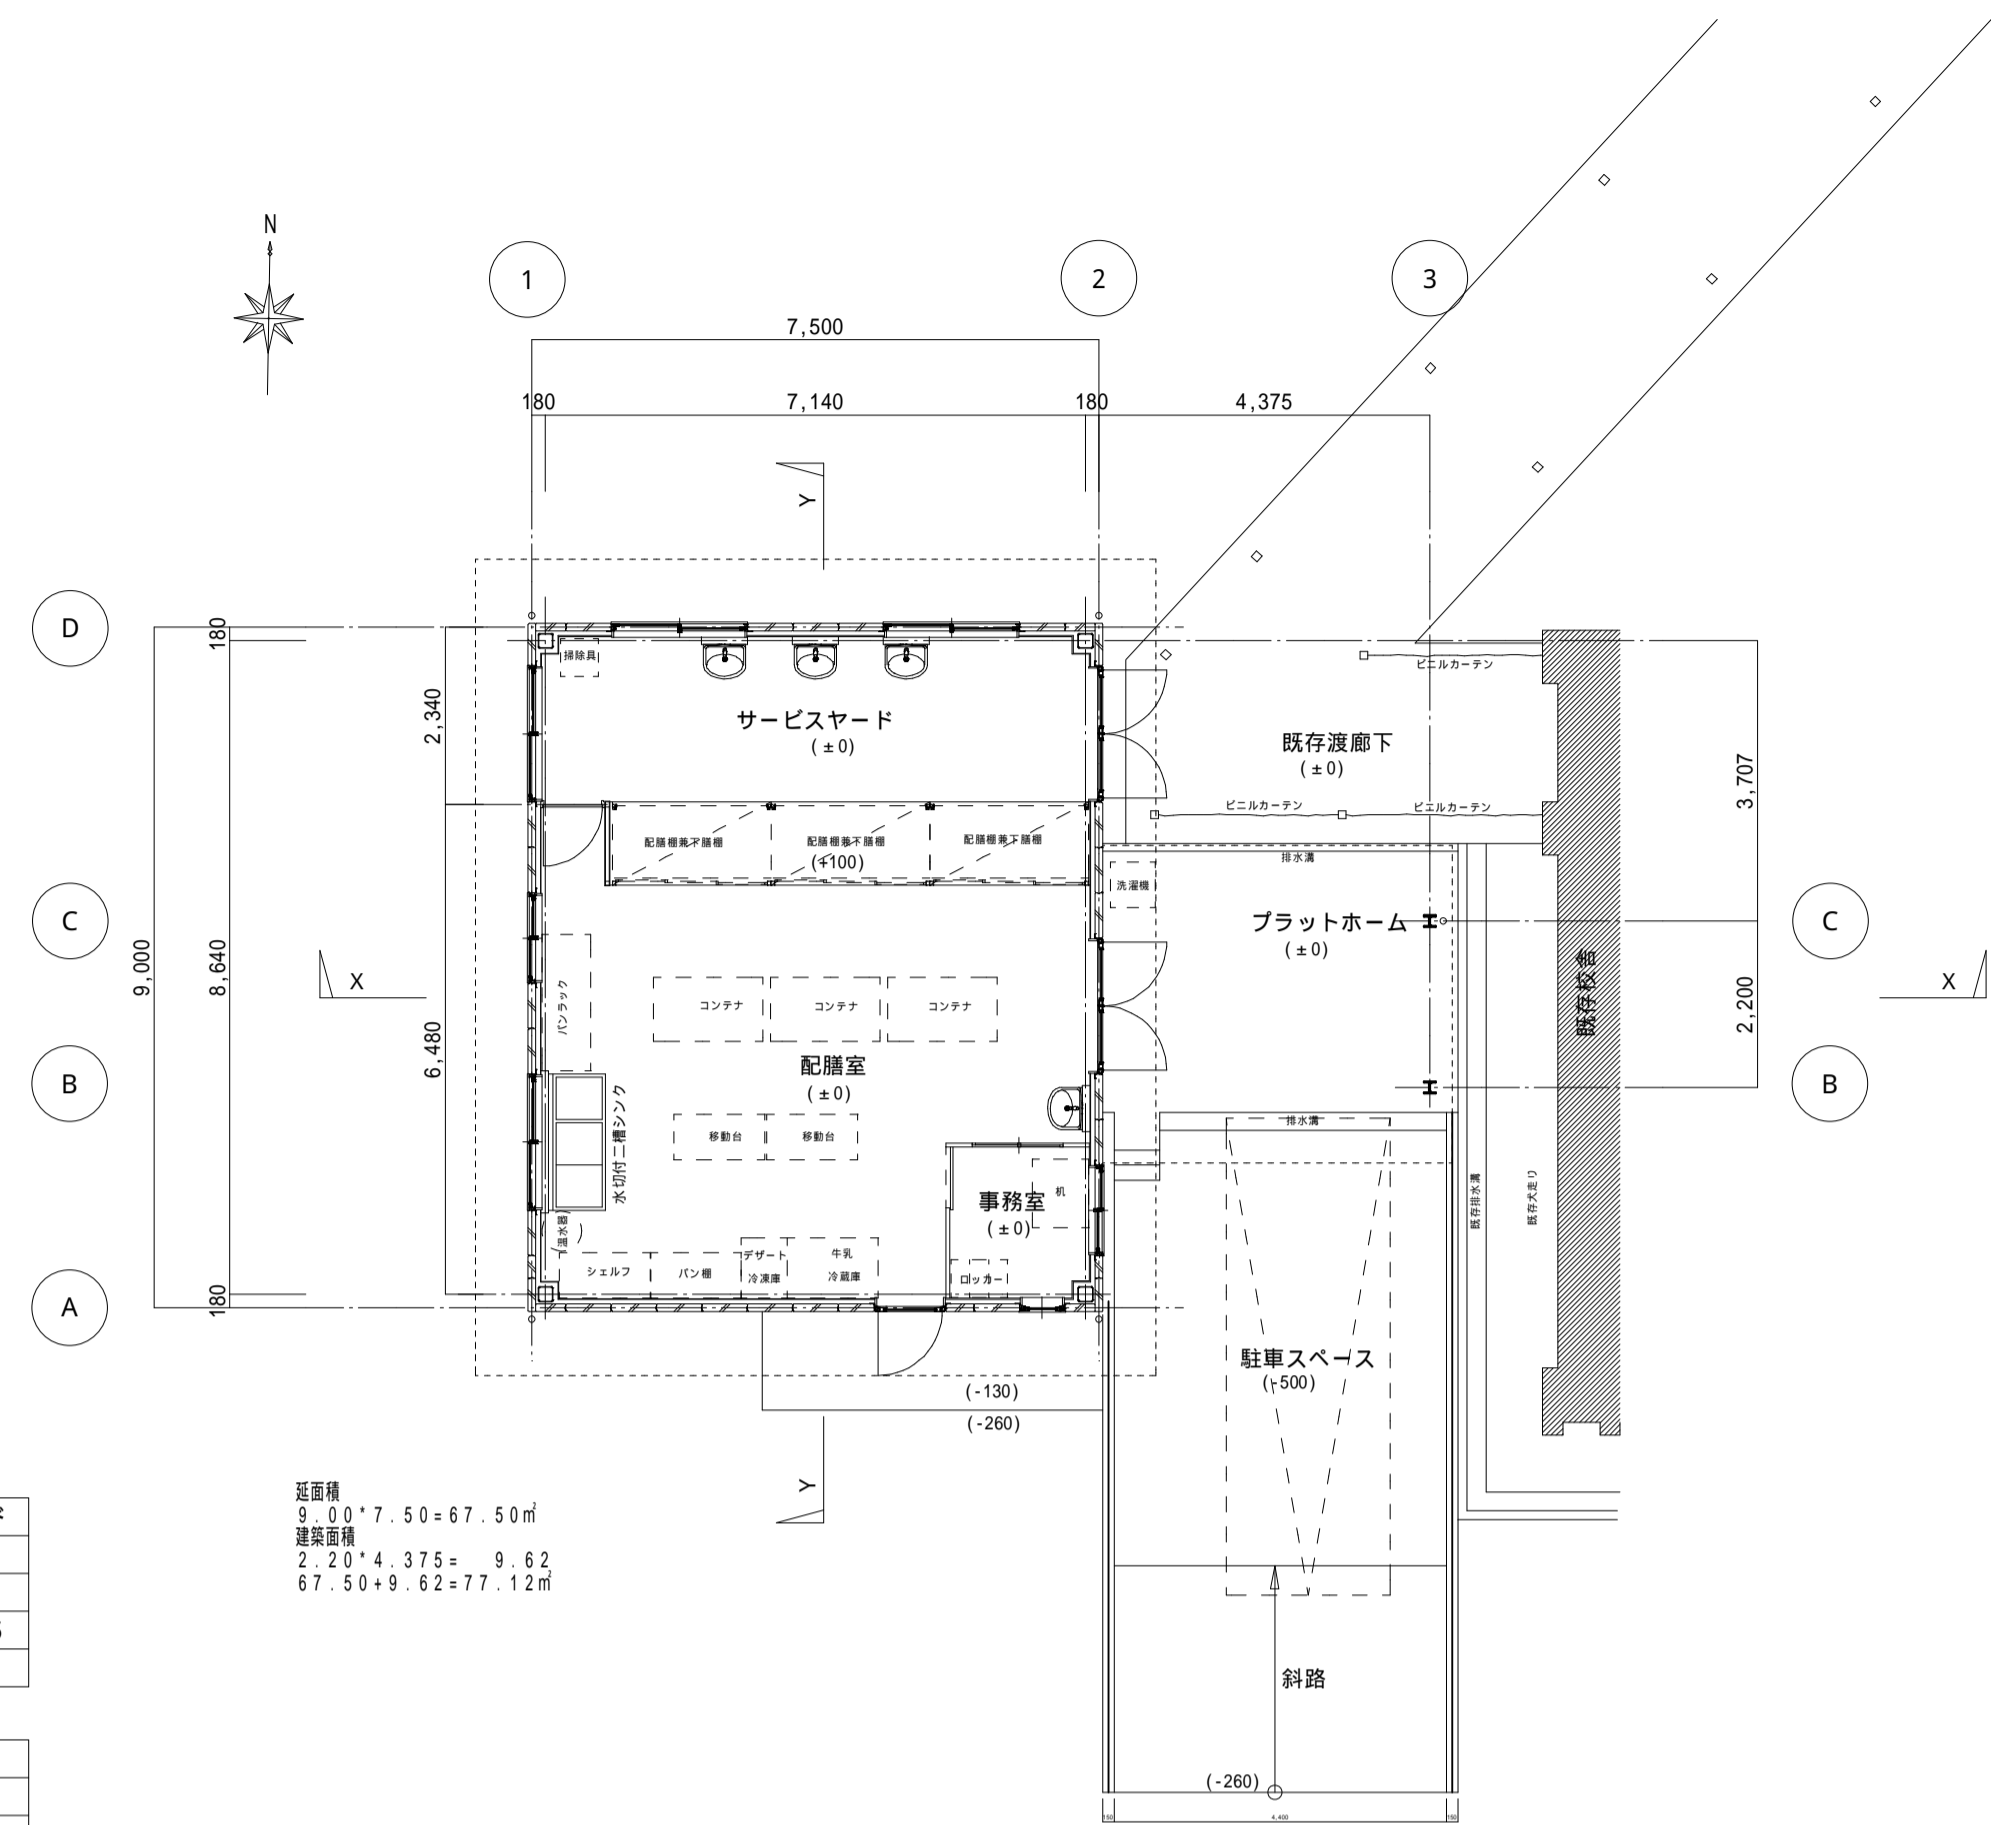 N
1
2
3
7,500
180
7,140
180
4,375
Y
D
180
掃除具
ビニルカーテン
サービスヤード
(±0)
2,340
既存渡廊下
(±0)
3,707
ビニルカーテン
ビニルカーテン
配膳棚兼下膳棚
配膳棚兼下膳棚
配膳棚兼下膳棚
(+100)
排水溝
洗濯機
C
プラットホーム
(±0)
C
9,000
8,640
X
パンラック
コンテナ
コンテナ
コンテナ
既存校舎
X
2,200
6,480
配膳室
(±0)
B
B
水切付二槽シンク
移動台
移動台
排水溝
事務室
(±0)
机
既存排水溝
既存犬走リ
(温水器)
シェルフ
パン棚
デザート
冷凍庫
牛乳
冷蔵庫
ロッカー
A
180
駐車スペース
(-500)
(-130)
(-260)
Y
延面積
9.00*7.50=67.50㎡
建築面積
2.20*4.375= 9.62
67.50+9.62=77.12㎡
斜路
(-260)
150
4,400
150